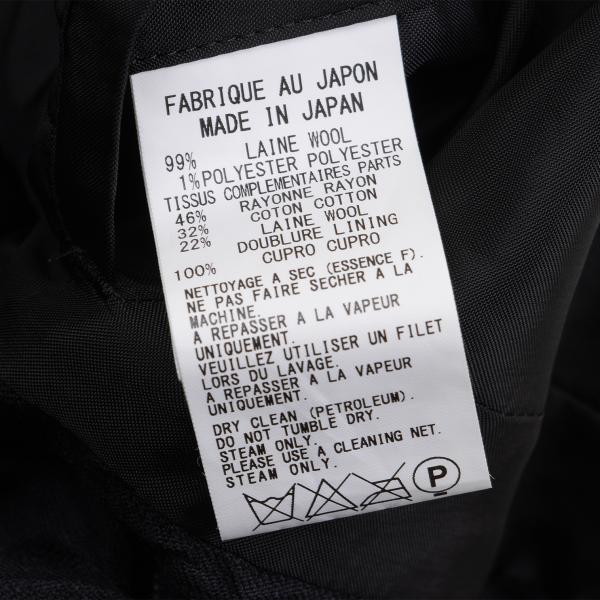 FABRIQUE AU JAPON
MADE IN JAPAN
99% LAINE WOOL
1% POLYESTER POLYESTER
TISSUS COMPLEMENTAIRES PARTS
46% RAYONNE RAYON
32% COTON COTTON
22% LAINE WOOL
DOUBLURE LINING
100% CUPRO CUPRO
NETTOYAGE A SEC (ESSENCE F).
NE PAS FAIRE SECHER A LA
MACHINE.
A REPASSER A LA VAPEUR
UNIQUEMENT.
VEUILLEZ UTILISER UN FILET
LORS DU LAVAGE.
A REPASSER A LA VAPEUR
UNIQUEMENT.
DRY CLEAN (PETROLEUM).
DO NOT TUMBLE DRY.
STEAM ONLY.
PLEASE USE A CLEANING NET.
STEAM ONLY.
P